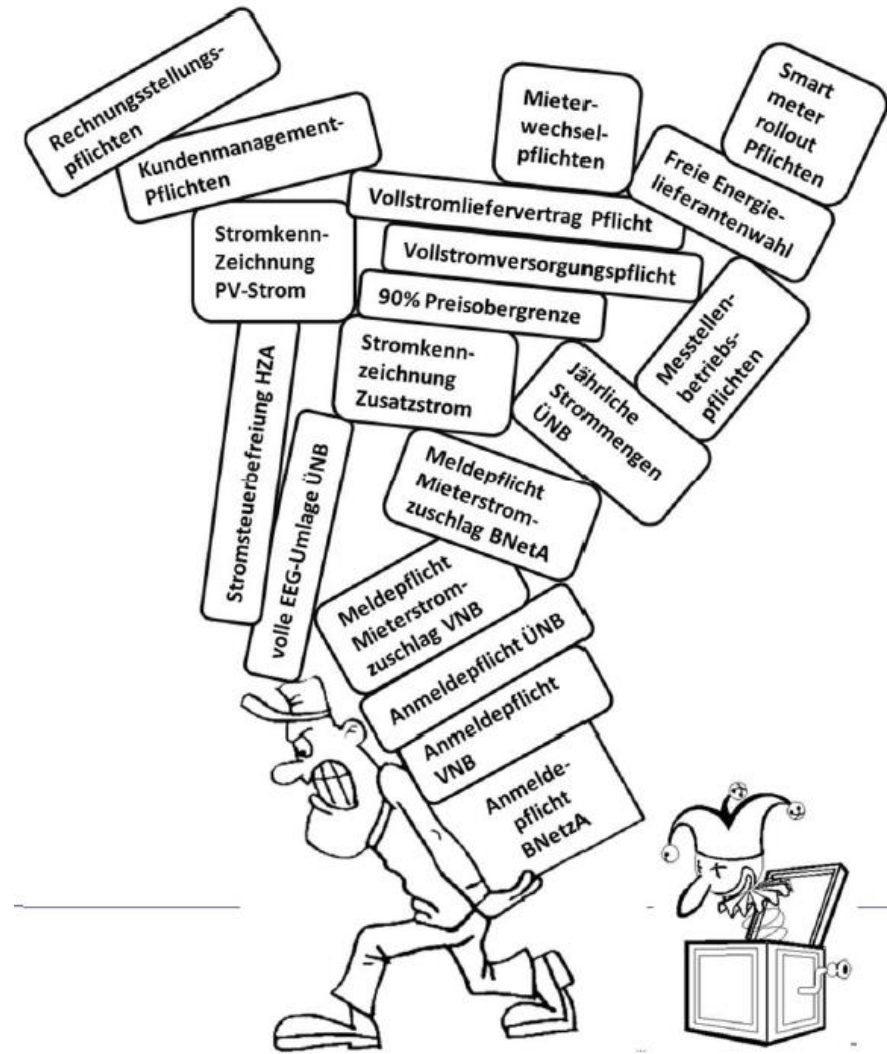 Rechnungsstellungs-
pflichten
Kundenmanagement-
Pflichten
Mieter-
wechsel-
pflichten
Smart
meter
rollout
Pflichten
Freie Energie-
lieferantenwahl
Vollstromliefervertrag Pflicht
Stromkenn-
Zeichnung
PV-Strom
Vollstromversorgungspflicht
90% Preisobergrenze
Messtellen-
betriebs-
pflichten
Stromkenn-
zeichnung
Zusatzstrom
Jährliche
Strommengen
ÜNB
Stromsteuerbefreiung HZA
volle EEG-Umlage ÜNB
Meldepflicht
Mieterstrom-
zuschlag BNetA
Meldepflicht
Mieterstrom-
zuschlag VNB
Anmeldepflicht ÜNB
Anmeldepflicht
VNB
Anmelde-
pflicht
BNetzA